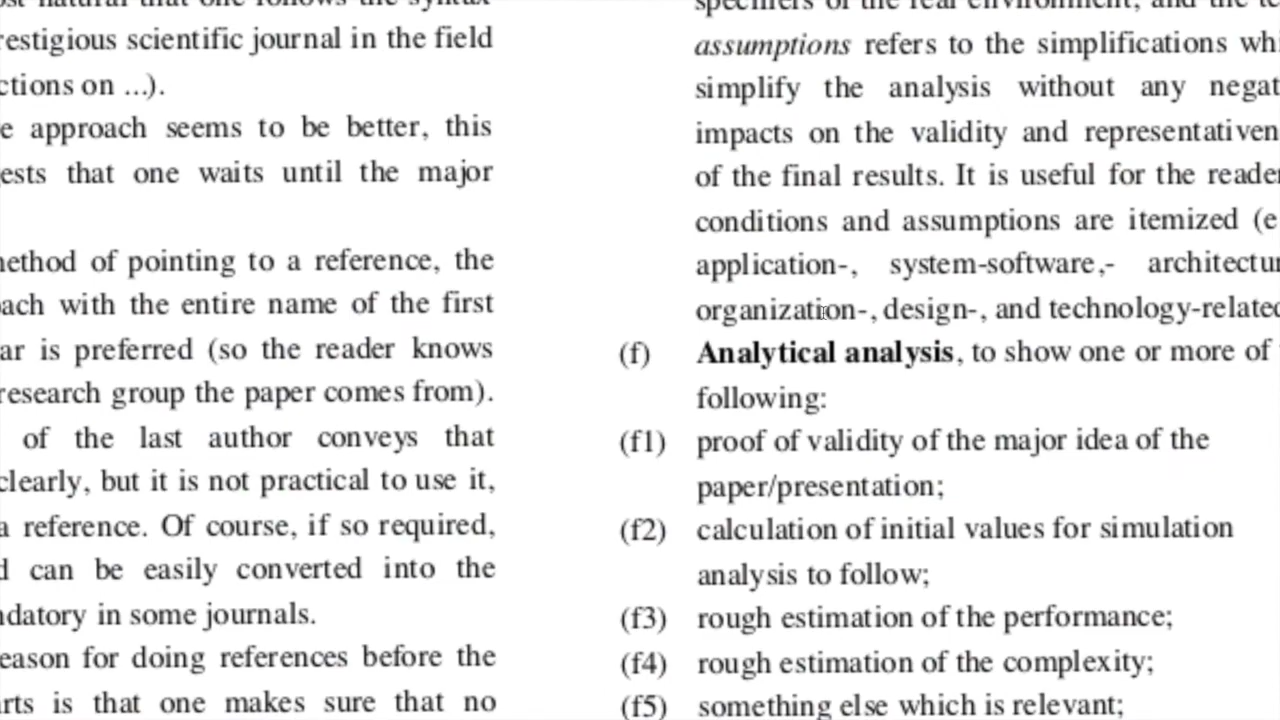 restigious scientific journal in the field
ctions on ...).
e approach seems to be better, this
ests that one waits until the major
ethod of pointing to a reference, the
ach with the entire name of the first
ar is preferred (so the reader knows
research group the paper comes from).
of the last author conveys that
clearly, but it is not practical to use it,
a reference. Of course, if so required,
d can be easily converted into the
ndatory in some journals.
eason for doing references before the
rts is that one makes sure that no
assumptions refers to the simplifications whi
simplify the analysis without any negat
impacts on the validity and representativen
of the final results. It is useful for the reade
conditions and assumptions are itemized (e
application-, system-software,- architectur
organization-, design-, and technology-related
(f) Analytical analysis, to show one or more of
following:
(f1) proof of validity of the major idea of the
paper/presentation;
(f2) calculation of initial values for simulation
analysis to follow;
(f3) rough estimation of the performance;
(f4) rough estimation of the complexity;
(f5) something else which is relevant;